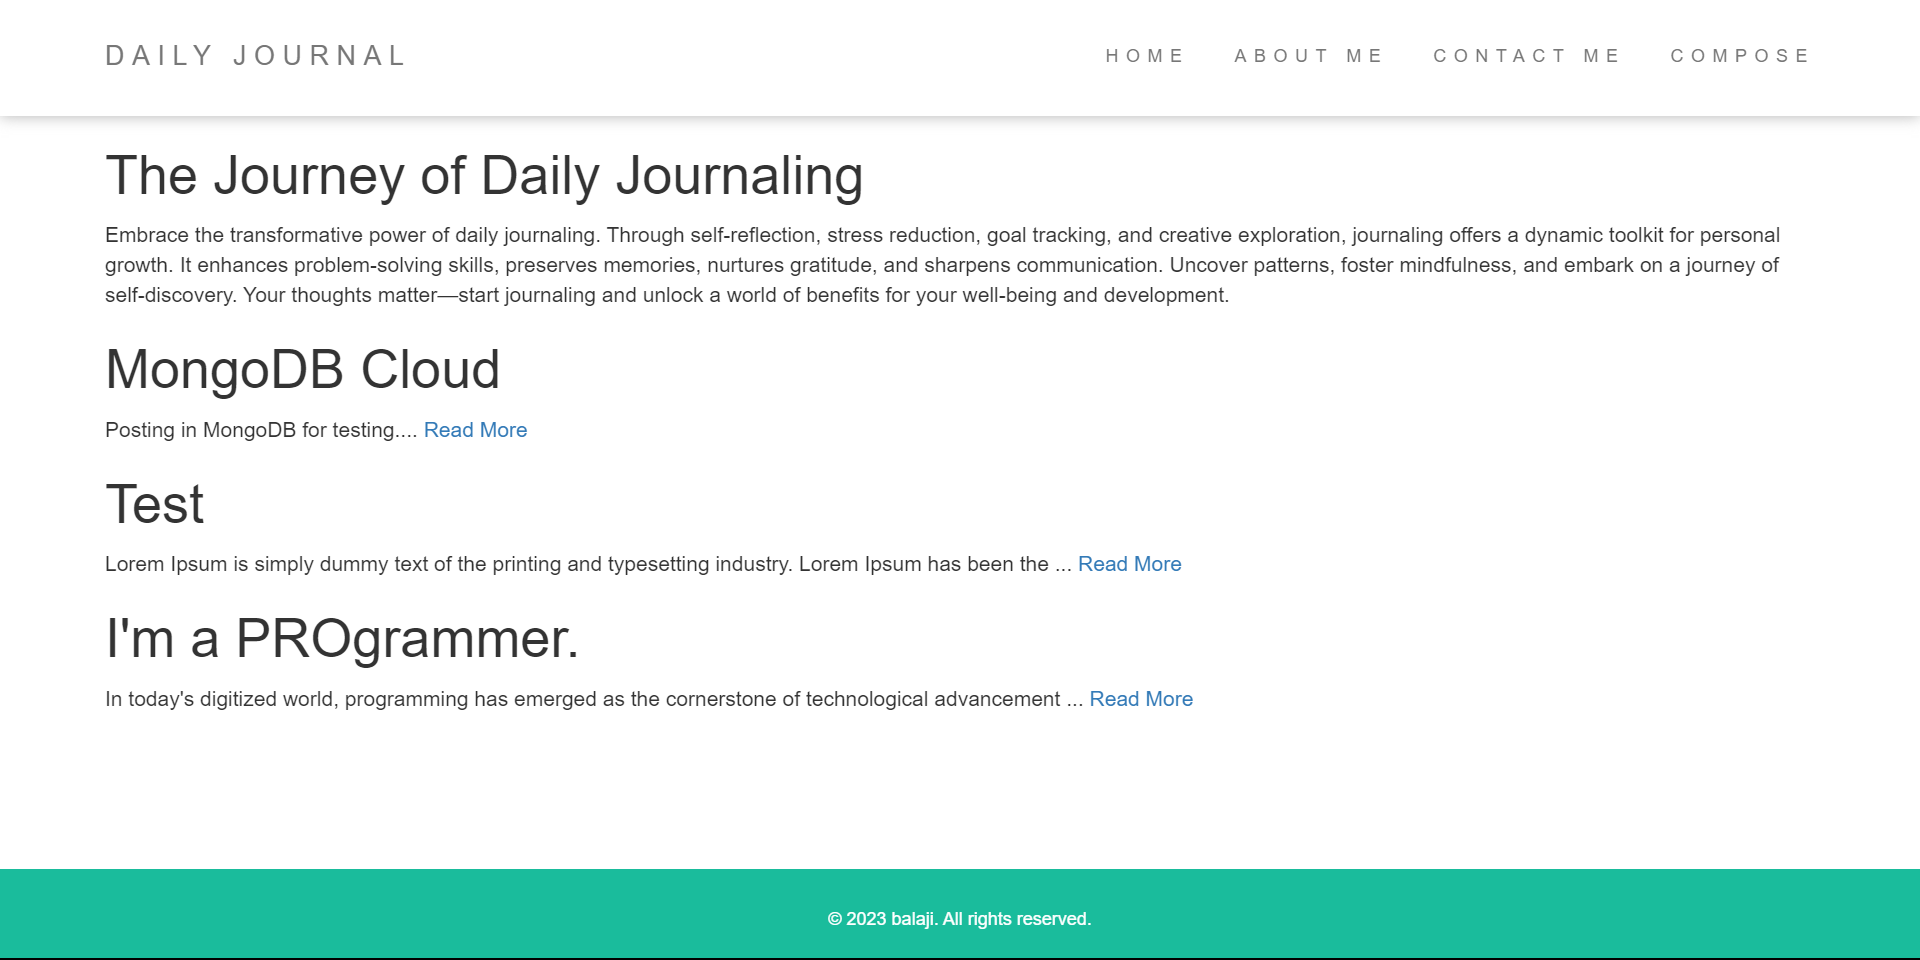 DAILY JOURNAL
HOME ABOUT ME CONTACT ME COMPOSE
The Journey of Daily Journaling
Embrace the transformative power of daily journaling. Through self-reflection, stress reduction, goal tracking, and creative exploration, journaling offers a dynamic toolkit for personal
growth. It enhances problem-solving skills, preserves memories, nurtures gratitude, and sharpens communication. Uncover patterns, foster mindfulness, and embark on a journey of
self-discovery. Your thoughts matter—start journaling and unlock a world of benefits for your well-being and development.
MongoDB Cloud
Posting in MongoDB for testing.... Read More
Test
Lorem Ipsum is simply dummy text of the printing and typesetting industry. Lorem Ipsum has been the ... Read More
I'm a PROgrammer.
In today's digitized world, programming has emerged as the cornerstone of technological advancement ... Read More
© 2023 balaji. All rights reserved.